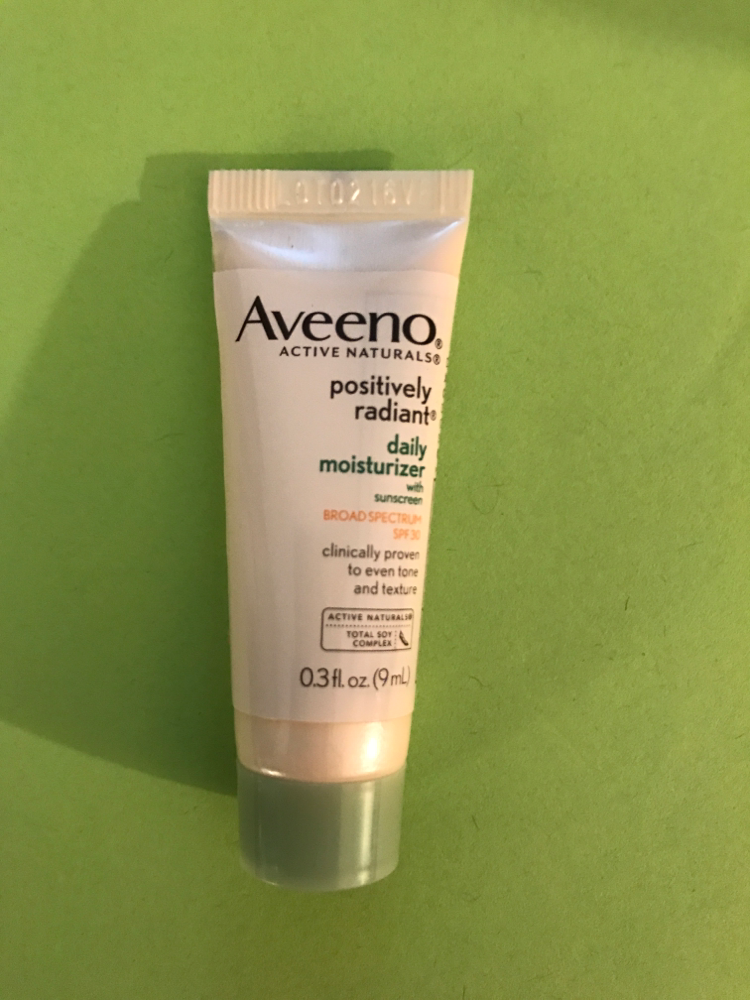 Aveeno®
ACTIVE NATURALS®
positively
radiant®
daily
moisturizer
with
sunscreen
BROAD SPECTRUM
SPF 30
clinically proven
to even tone
and texture
ACTIVE NATURALS®
TOTAL SOY
COMPLEX
0.3 fl. oz. (9 mL)